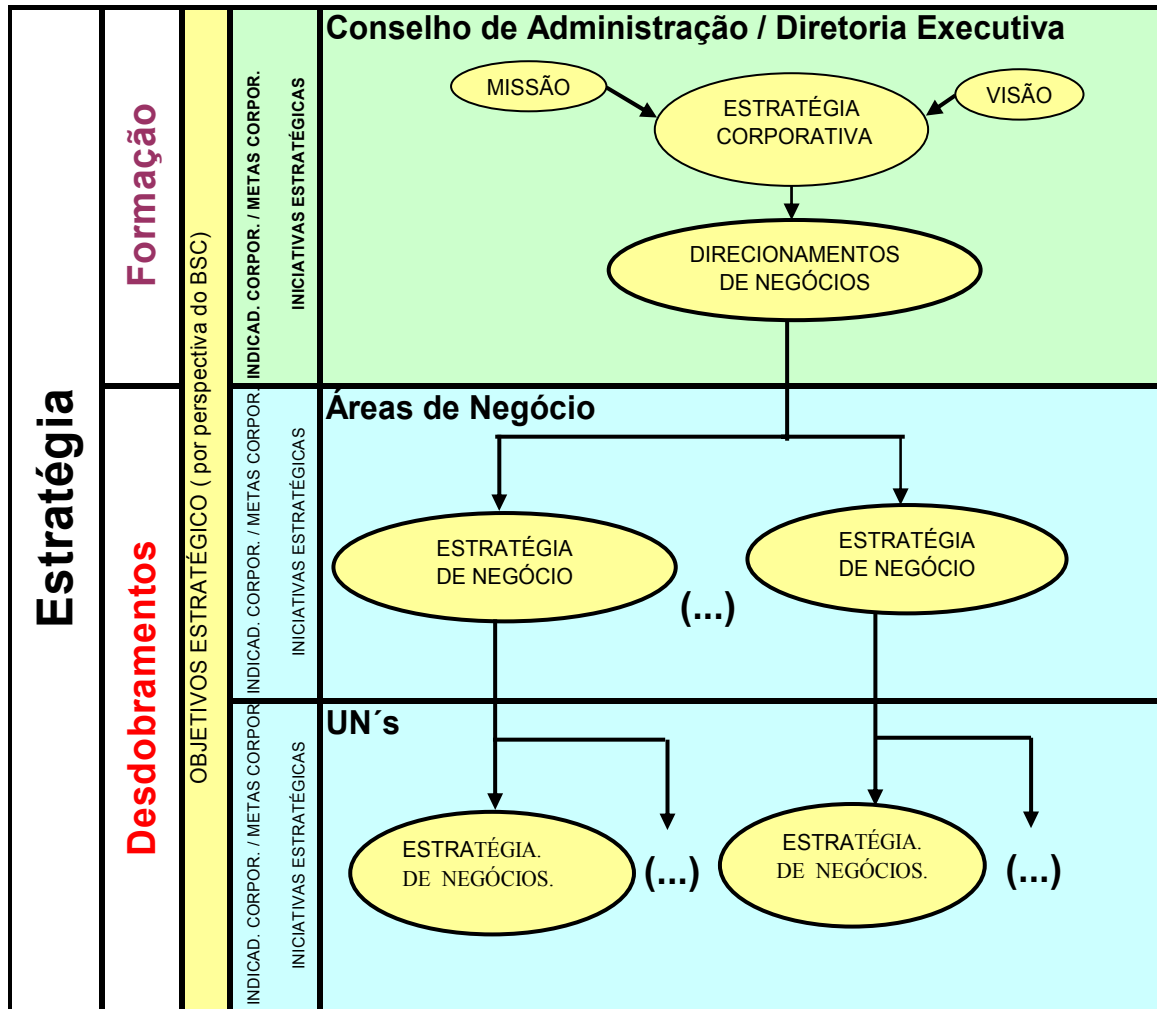 Estratégia
Formação
Desdobramentos
OBJETIVOS ESTRATÉGICO ( por perspectiva do BSC)
INDICAD. CORPOR. / METAS CORPOR.
INICIATIVAS ESTRATÉGICAS
Conselho de Administração / Diretoria Executiva
MISSÃO
ESTRATÉGIA
CORPORATIVA
VISÃO
DIRECIONAMENTOS
DE NEGÓCIOS
INDICAD. CORPOR. / METAS CORPOR.
INICIATIVAS ESTRATÉGICAS
Áreas de Negócio
ESTRATÉGIA
DE NEGÓCIO
(...)
ESTRATÉGIA
DE NEGÓCIO
INDICAD. CORPOR. / METAS CORPOR
INICIATIVAS ESTRATÉGICAS
UN´s
ESTRATÉGIA.
DE NEGÓCIOS.
(...)
ESTRATÉGIA.
DE NEGÓCIOS.
(...)